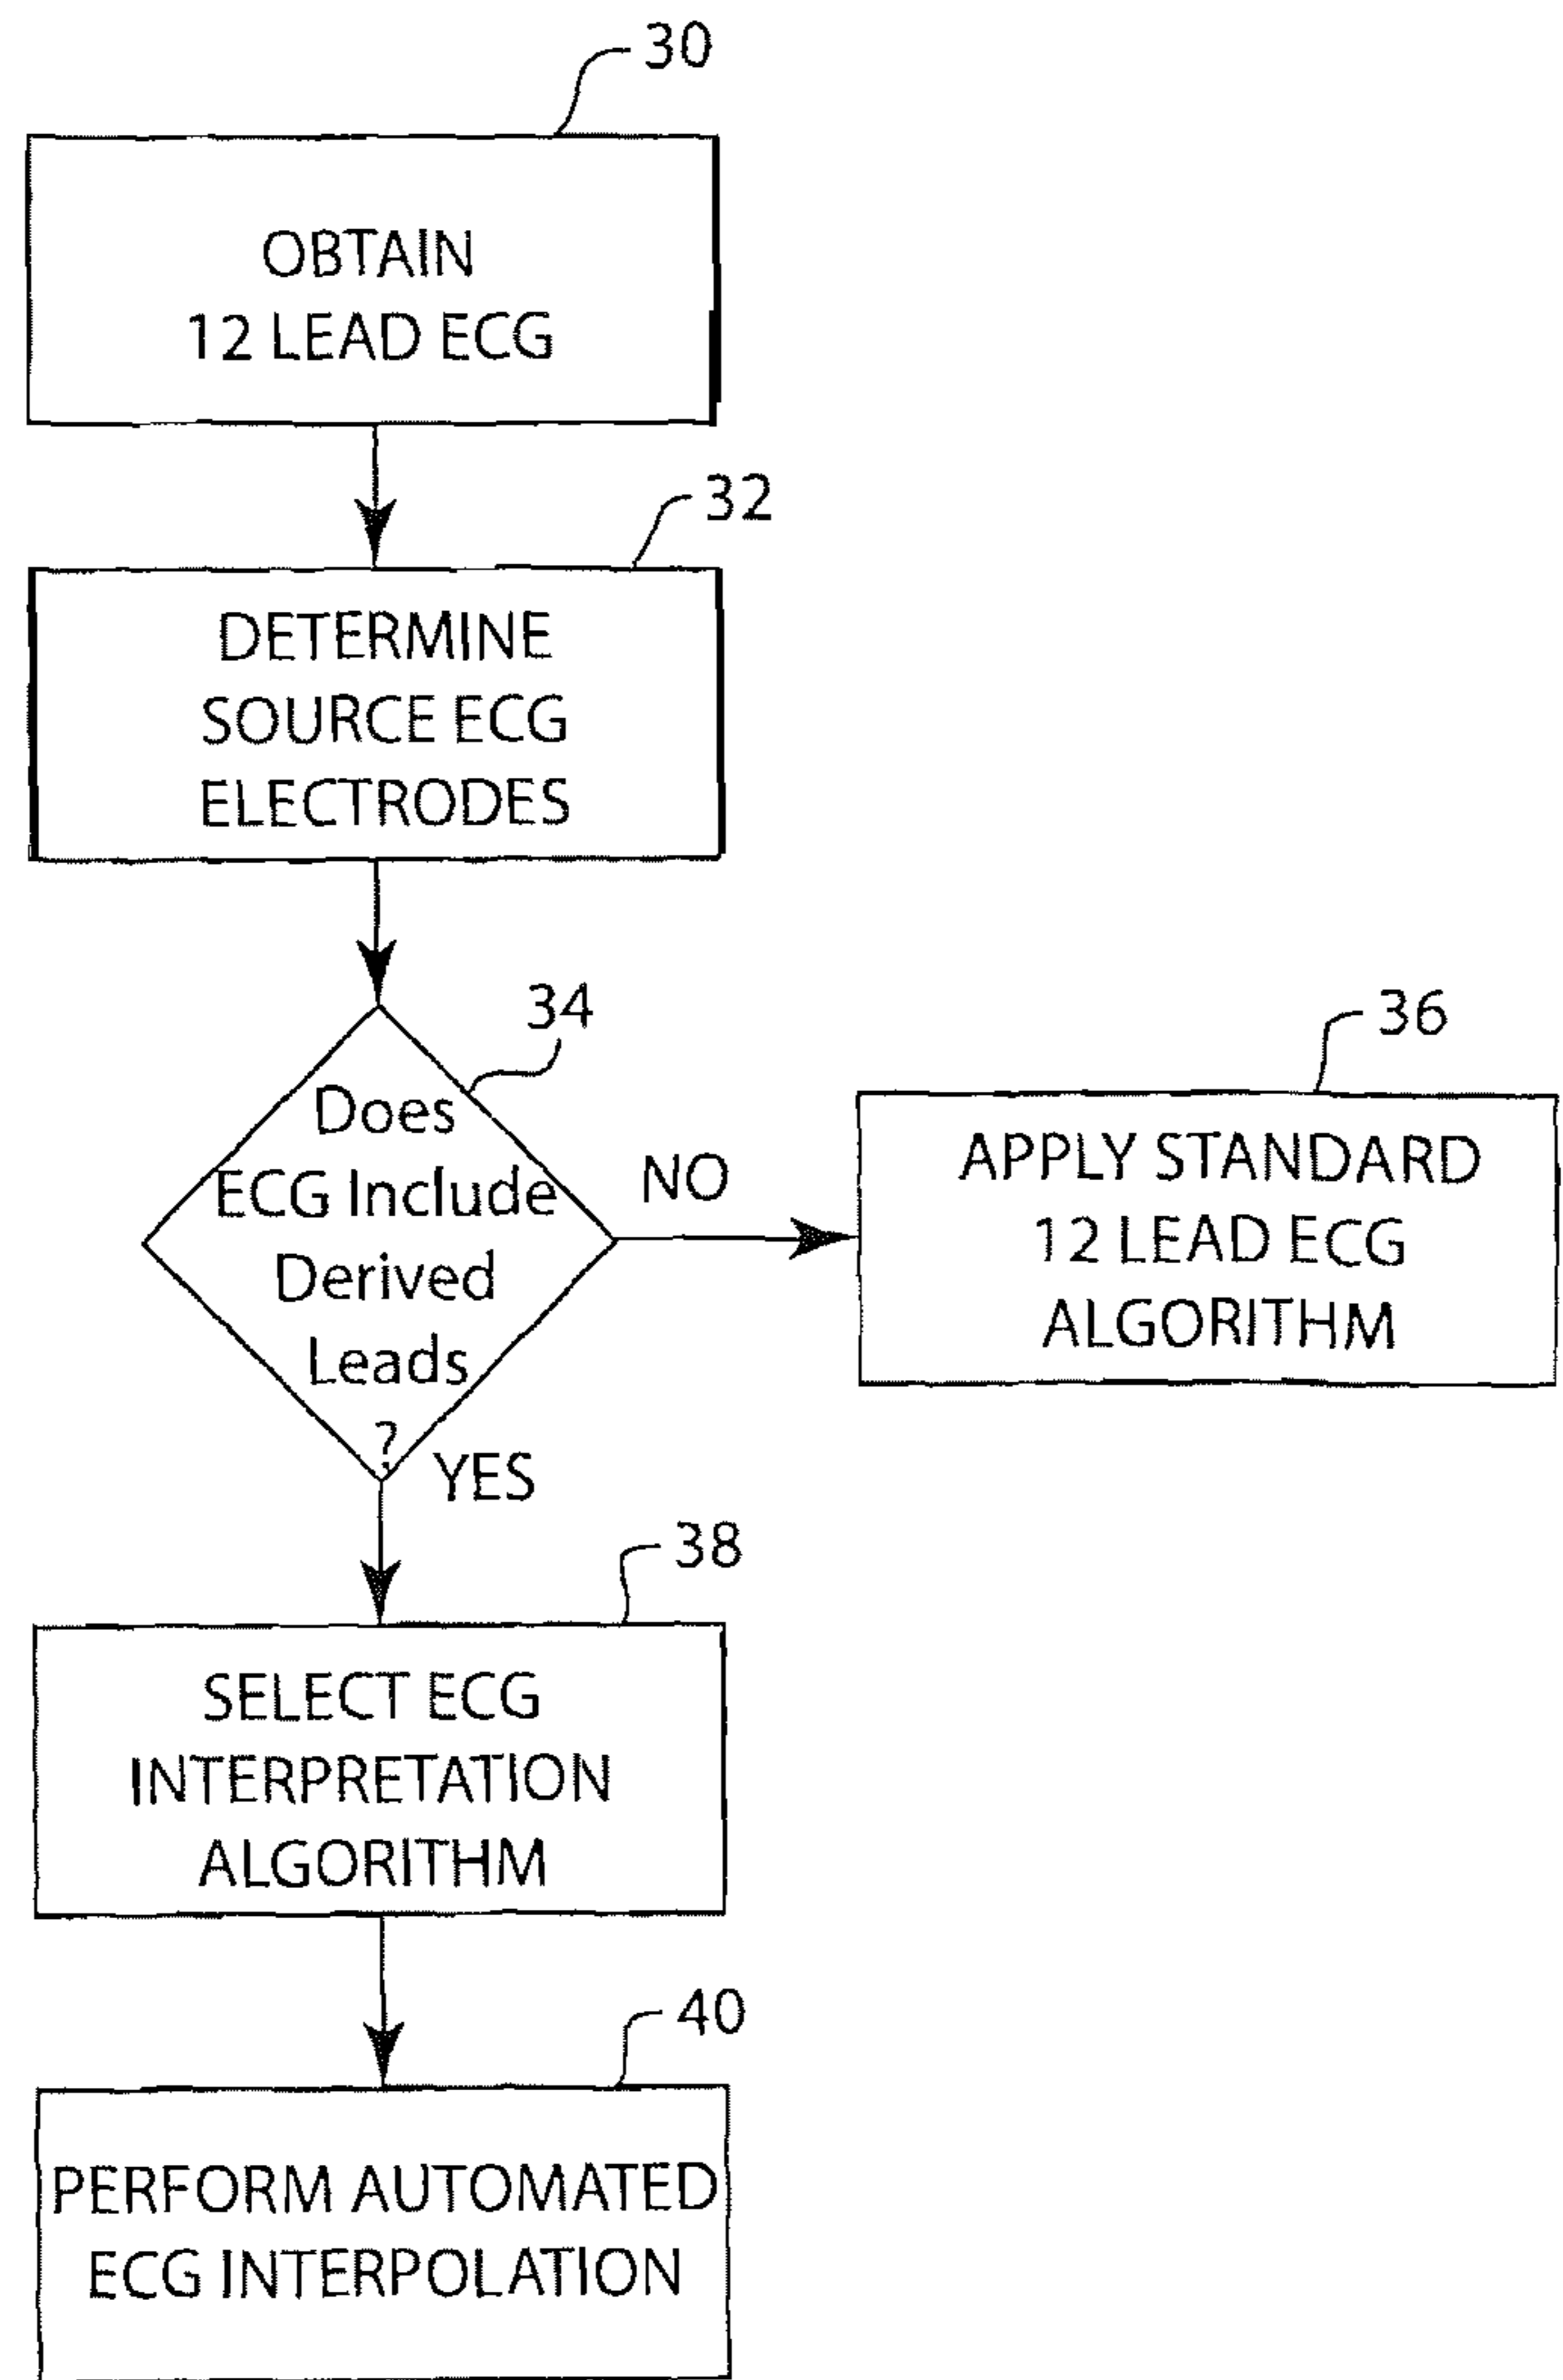 30
OBTAIN
12 LEAD ECG
32
DETERMINE
SOURCE ECG
ELECTRODES
34
Does
ECG Include
Derived
Leads
?
NO
YES
36
APPLY STANDARD
12 LEAD ECG
ALGORITHM
38
SELECT ECG
INTERPRETATION
ALGORITHM
40
PERFORM AUTOMATED
ECG INTERPOLATION